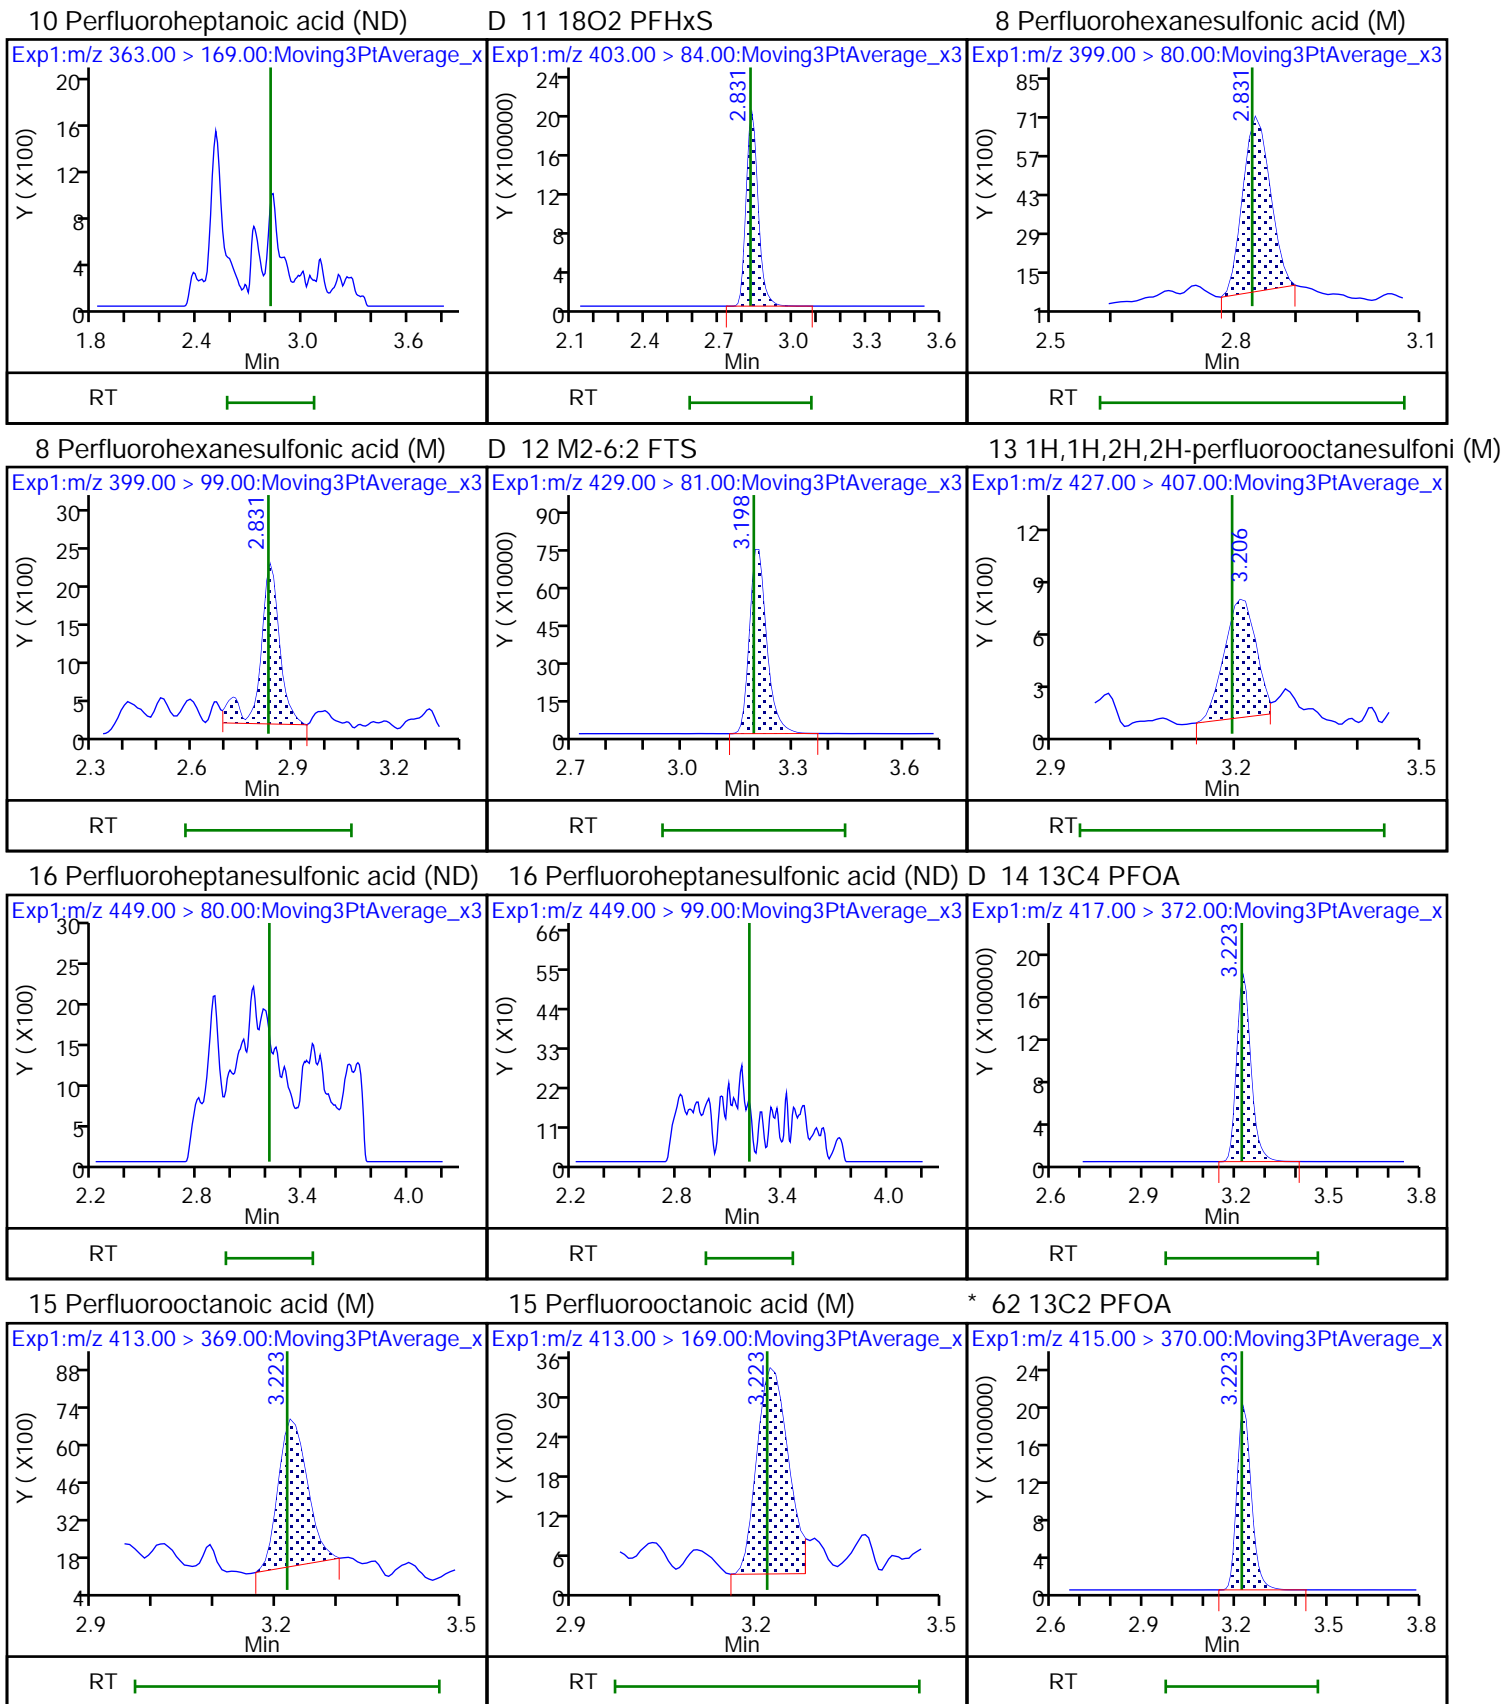 10 Perfluoroheptanoic acid (ND)
Exp1:m/z 363.00 > 169.00:Moving3PtAverage_x
Y ( X100)
20
16
12
8
4
0
1.8 2.4 3.0 3.6
Min
RT
D 11 18O2 PFHxS
Exp1:m/z 403.00 > 84.00:Moving3PtAverage_x3
2.831
Y ( X100000)
24
20
16
12
8
4
0
2.1 2.4 2.7 3.0 3.3 3.6
Min
RT
8 Perfluorohexanesulfonic acid (M)
Exp1:m/z 399.00 > 80.00:Moving3PtAverage_x3
2.831
Y ( X100)
85
71
57
43
29
15
1
2.5 2.8 3.1
Min
RT
8 Perfluorohexanesulfonic acid (M)
Exp1:m/z 399.00 > 99.00:Moving3PtAverage_x3
2.831
Y ( X100)
30
25
20
15
10
5
0
2.3 2.6 2.9 3.2
Min
RT
D 12 M2-6:2 FTS
Exp1:m/z 429.00 > 81.00:Moving3PtAverage_x3
3.198
Y ( X10000)
90
75
60
45
30
15
0
2.7 3.0 3.3 3.6
Min
RT
13 1H,1H,2H,2H-perfluorooctanesulfoni (M)
Exp1:m/z 427.00 > 407.00:Moving3PtAverage_x
3.206
Y ( X100)
12
9
6
3
0
2.9 3.2 3.5
Min
RT
16 Perfluoroheptanesulfonic acid (ND)
Exp1:m/z 449.00 > 80.00:Moving3PtAverage_x3
Y ( X100)
30
25
20
15
10
5
0
2.2 2.8 3.4 4.0
Min
RT
16 Perfluoroheptanesulfonic acid (ND)
Exp1:m/z 449.00 > 99.00:Moving3PtAverage_x3
Y ( X10)
66
55
44
33
22
11
0
2.2 2.8 3.4 4.0
Min
RT
D 14 13C4 PFOA
Exp1:m/z 417.00 > 372.00:Moving3PtAverage_x
3.223
Y ( X100000)
20
16
12
8
4
0
2.6 2.9 3.2 3.5 3.8
Min
RT
15 Perfluorooctanoic acid (M)
Exp1:m/z 413.00 > 369.00:Moving3PtAverage_x
3.223
Y ( X100)
88
74
60
46
32
18
4
2.9 3.2 3.5
Min
RT
15 Perfluorooctanoic acid (M)
Exp1:m/z 413.00 > 169.00:Moving3PtAverage_x
3.223
Y ( X100)
36
30
24
18
12
6
0
2.9 3.2 3.5
Min
RT
* 62 13C2 PFOA
Exp1:m/z 415.00 > 370.00:Moving3PtAverage_x
3.223
Y ( X100000)
24
20
16
12
8
4
0
2.6 2.9 3.2 3.5 3.8
Min
RT